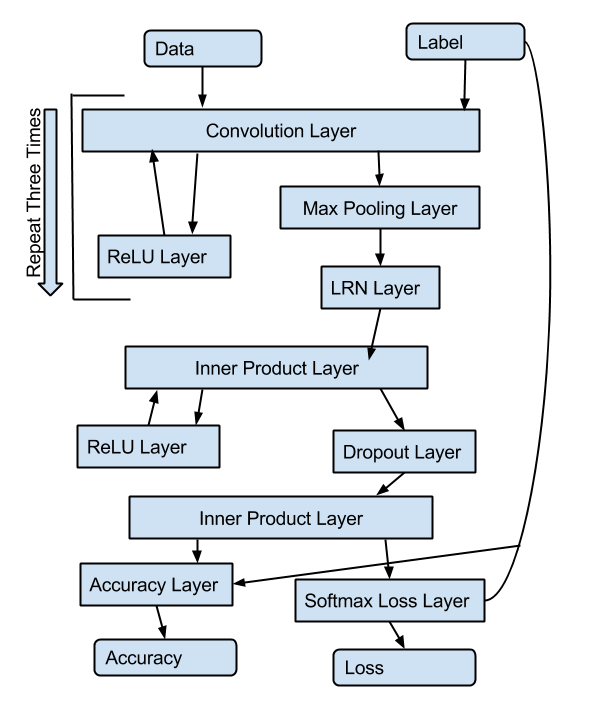 Data
Label
Repeat Three Times
Convolution Layer
Max Pooling Layer
ReLU Layer
LRN Layer
Inner Product Layer
ReLU Layer
Dropout Layer
Inner Product Layer
Accuracy Layer
Softmax Loss Layer
Accuracy
Loss